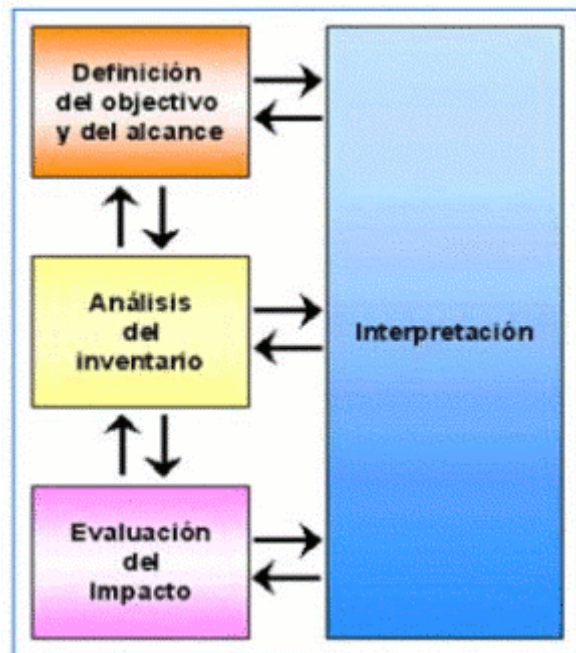 Definición
del objectivo
y del alcance
Análisis
del
inventario
Interpretación
Evaluación
del
Impacto